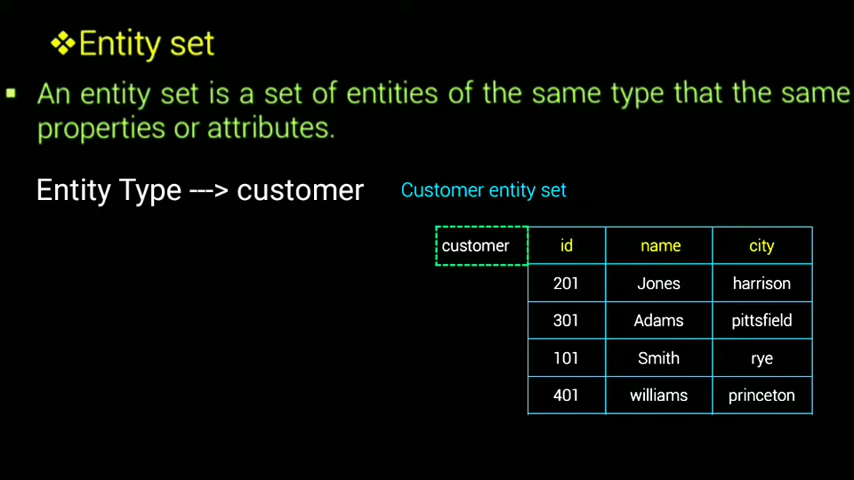 ❖Entity set
▪ An entity set is a set of entities of the same type that the same
properties or attributes.
Entity Type ---> customer
Customer entity set
customer id name city
201 Jones harrison
301 Adams pittsfield
101 Smith rye
401 williams princeton